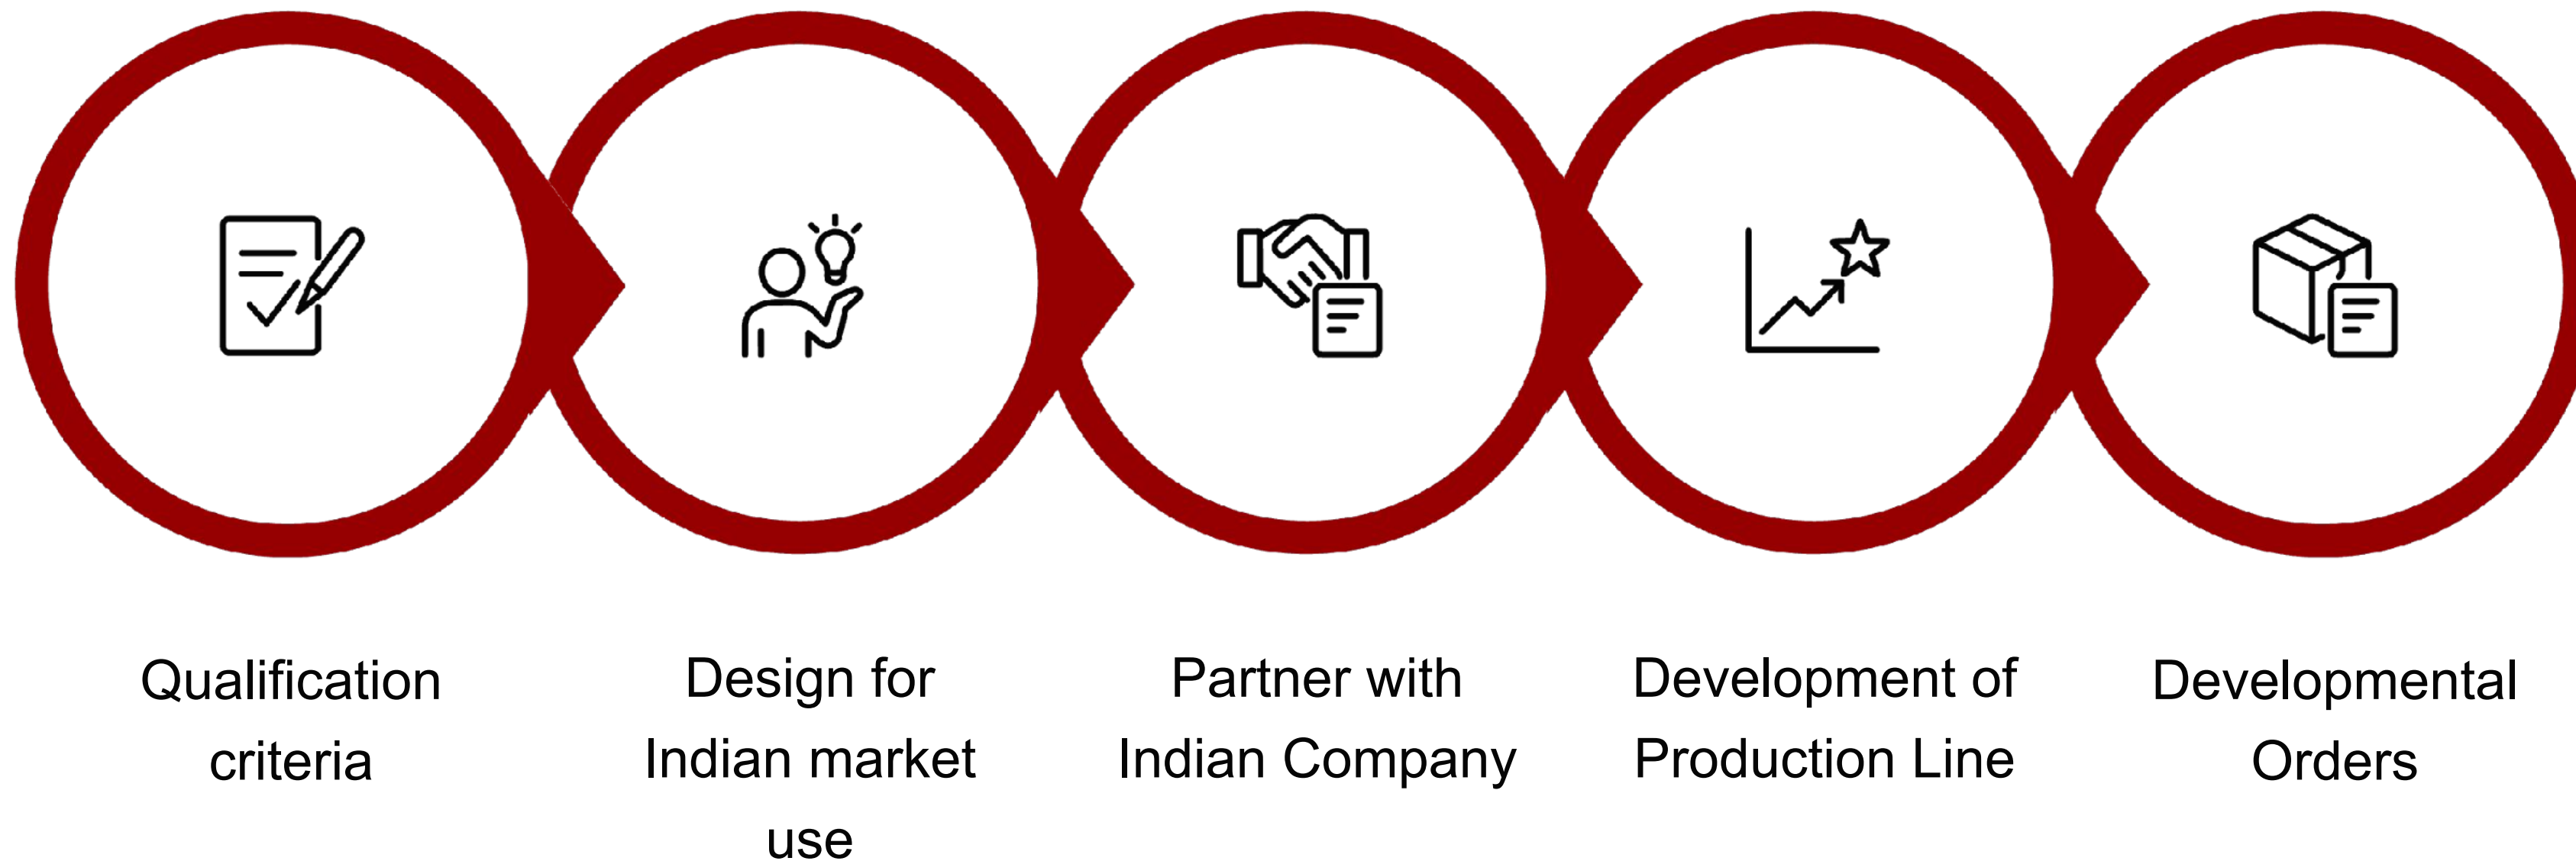 Qualification
criteria
Design for
Indian market
use
Partner with
Indian Company
Development of
Production Line
Developmental
Orders